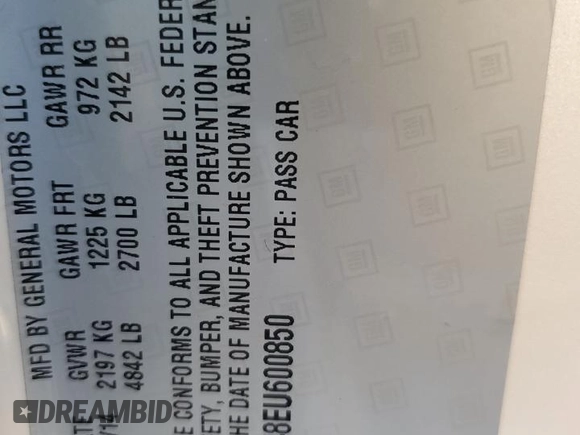 MFD BY GENERAL MOTORS LLC
GVWR GAWR FRT GAWR RR
2197 KG 1225 KG 972 KG
4842 LB 2700 LB 2142 LB
CONFORMS TO ALL APPLICABLE U.S. FEDER
ETY, BUMPER, AND THEFT PREVENTION STAN
HE DATE OF MANUFACTURE SHOWN ABOVE.
8EU600850 TYPE: PASS CAR
GM
DREAMBID